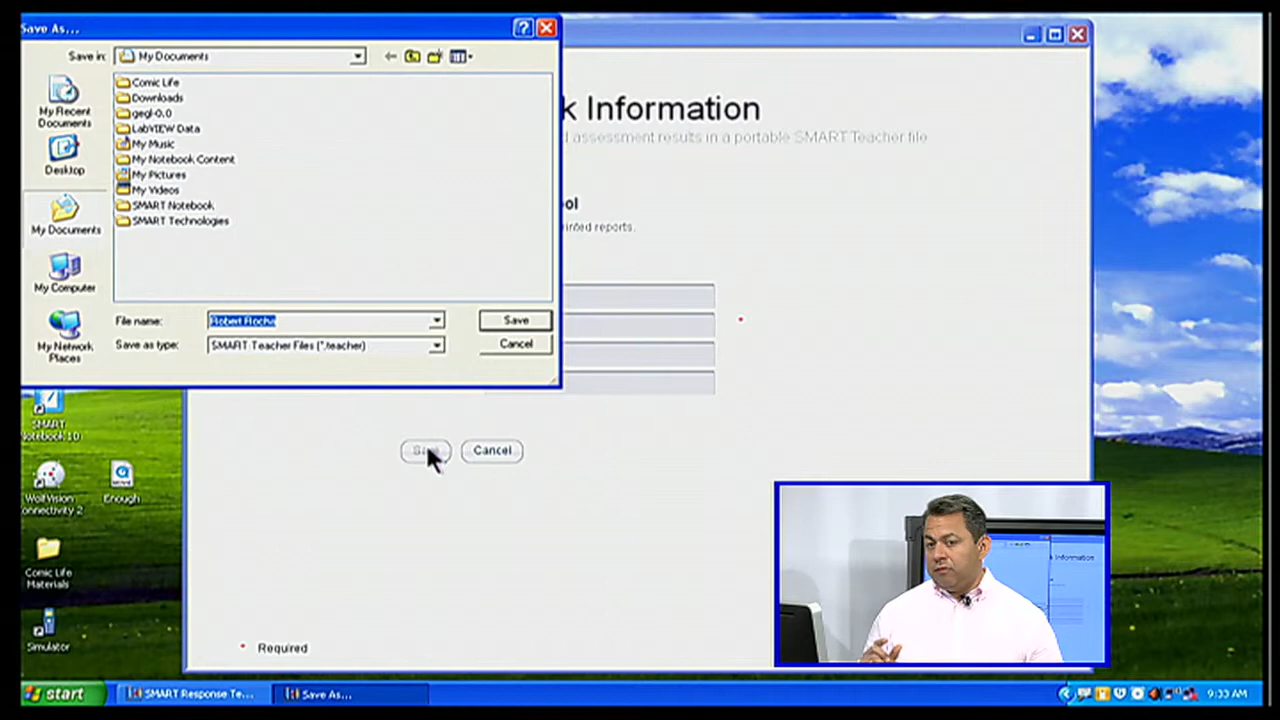 Save As...
Save in:
My Documents
My Recent
Documents
Desktop
My Documents
My Computer
My Network
Places
Comic Life
Downloads
gegl-0.0
LabVIEW Data
My Music
My Notebook Content
My Pictures
My Videos
SMART Notebook
SMART Technologies
File name:
Robert Rocha
Save
Save as type:
SMART Teacher Files (*.teacher)
Cancel
k Information
d assessment results in a portable SMART Teacher file
ol
inted reports.
Save
Cancel
* Required
SMART
Notebook 10
WolfVision
onnectivity 2
Enough
Comic Life
Materials
Simulator
k Information
start
SMART Response Te...
Save As...
9:33 AM